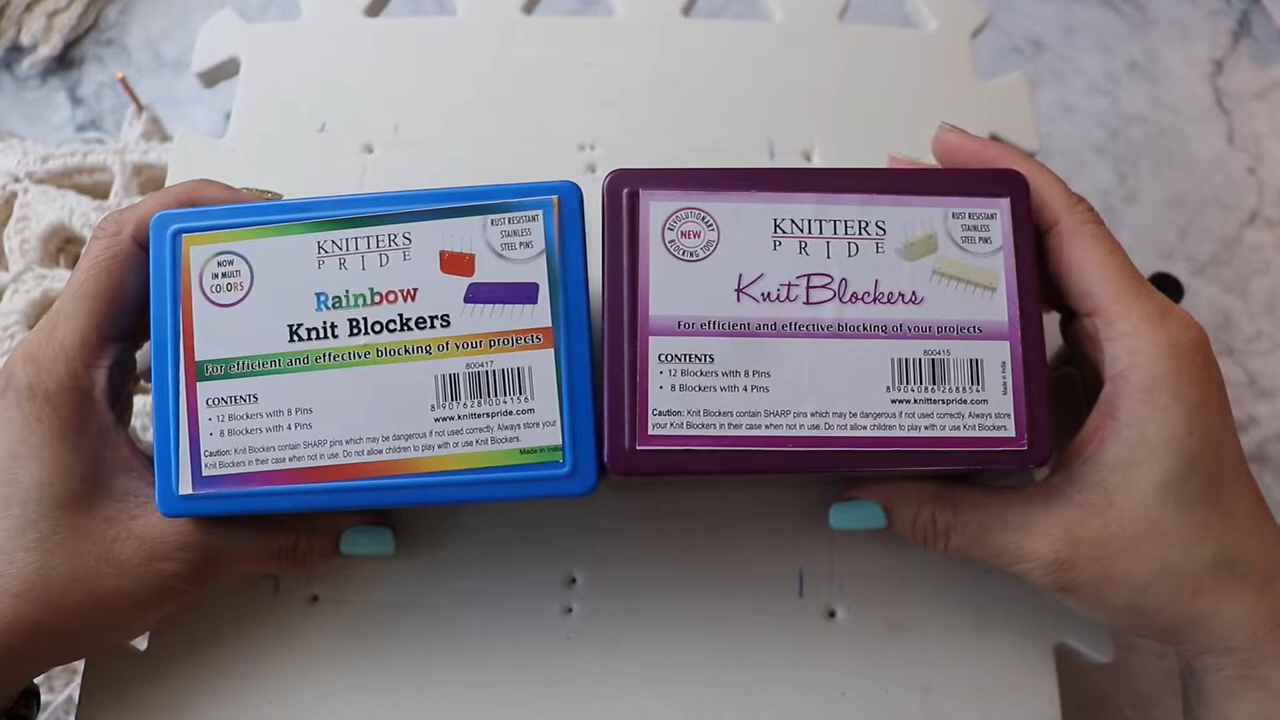 NOW
IN MULTI
COLORS
KNITTER'S
PRIDE
RUST RESISTANT
STAINLESS
STEEL PINS
Rainbow
Knit Blockers
For efficient and effective blocking of your projects
CONTENTS
• 12 Blockers with 8 Pins
• 8 Blockers with 4 Pins
800417
8 907628 004156
www.knitterspride.com
Caution: Knit Blockers contain SHARP pins which may be dangerous if not used correctly. Always store your
Knit Blockers in their case when not in use. Do not allow children to play with or use Knit Blockers.
Made in India
REVOLUTIONARY
NEW
BLOCKING TOOL
KNITTER'S
PRIDE
RUST RESISTANT
STAINLESS
STEEL PINS
Knit Blockers
For efficient and effective blocking of your projects
CONTENTS
• 12 Blockers with 8 Pins
• 8 Blockers with 4 Pins
800415
8 904086 268854
www.knitterspride.com
Made in India
Caution: Knit Blockers contain SHARP pins which may be dangerous if not used correctly. Always store
your Knit Blockers in their case when not in use. Do not allow children to play with or use Knit Blockers.